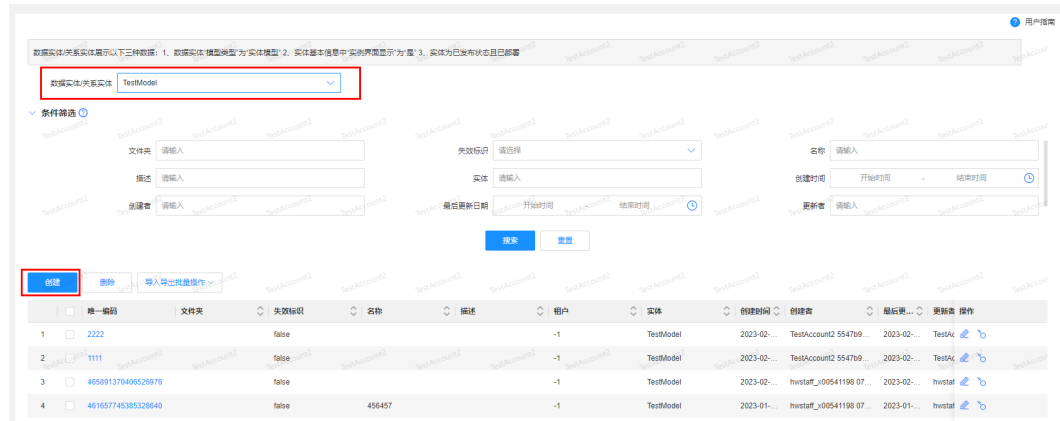 用户指南
数据实体/关系实体展示以下三种数据：1、数据实体“模型类型”为“实体模型” 2、实体基本信息中“实例界面显示”为“是” 3、实体为已发布状态且已部署
数据实体/关系实体 TestModel
条件筛选
文件夹 请输入 失效标识 请选择 名称 请输入
描述 请输入 实体 请输入 创建时间 开始时间 - 结束时间
创建者 请输入 最后更新日期 开始时间 - 结束时间 更新者 请输入
搜索 重置
创建 删除 导入导出批量操作
唯一编码 文件夹 失效标识 名称 描述 租户 实体 创建时间 创建者 最后更... 更新者 操作
1 2222 false -1 TestModel 2023-02-... TestAccount2 5547b9... 2023-02-... TestAc
2 1111 false -1 TestModel 2023-02-... TestAccount2 5547b9... 2023-02-... TestAc
3 465891370406526976 false -1 TestModel 2023-02-... hwstaff_x00541198 07... 2023-02-... hwstaf
4 461657745385328640 false 456457 -1 TestModel 2023-01-... hwstaff_x00541198 07... 2023-01-... hwstaf